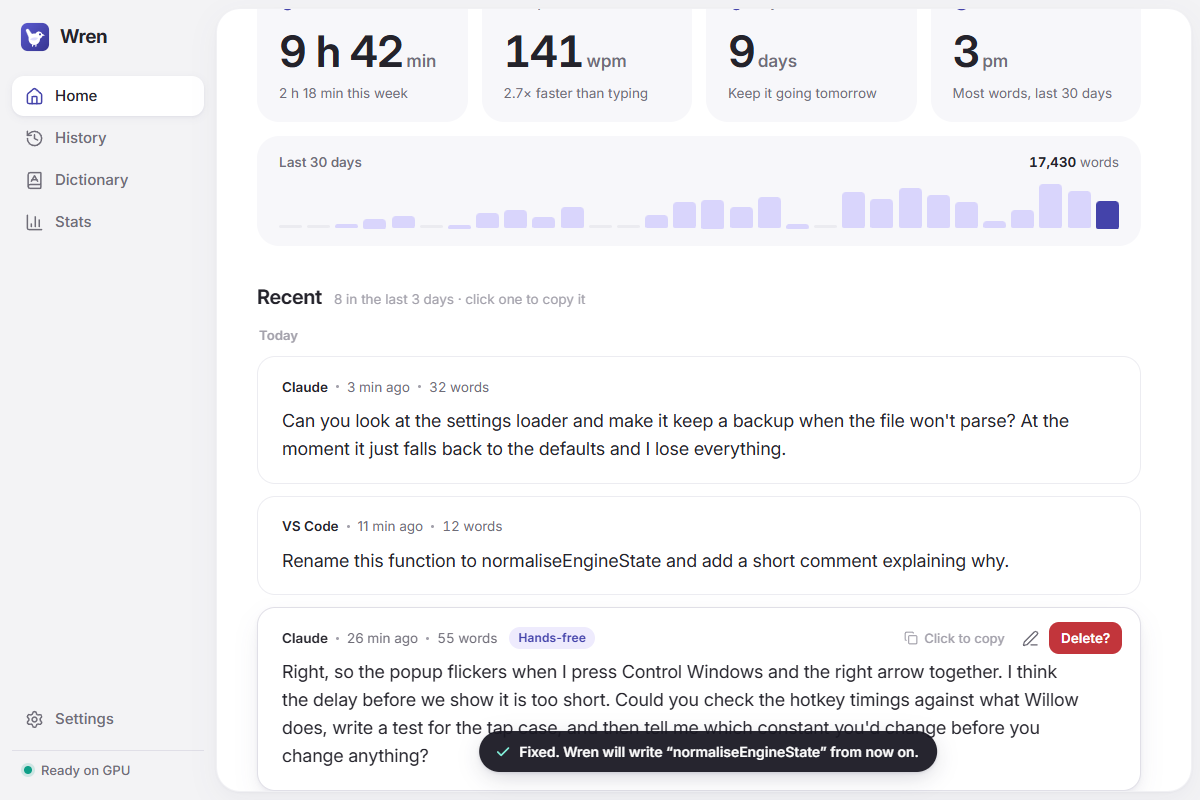 Wren
Home
History
Dictionary
Stats
Settings
Ready on GPU
9 h 42 min
2 h 18 min this week
141 wpm
2.7× faster than typing
9 days
Keep it going tomorrow
3 pm
Most words, last 30 days
Last 30 days
17,430 words
Recent 8 in the last 3 days · click one to copy it
Today
Claude • 3 min ago • 32 words
Can you look at the settings loader and make it keep a backup when the file won't parse? At the
moment it just falls back to the defaults and I lose everything.
VS Code • 11 min ago • 12 words
Rename this function to normaliseEngineState and add a short comment explaining why.
Claude • 26 min ago • 55 words Hands-free Click to copy Delete?
Right, so the popup flickers when I press Control Windows and the right arrow together. I think
the delay before we show it is too short. Could you check the hotkey timings against what Willow
does, write a test for the tap case, and then tell me which constant you'd change before you
change anything?
Fixed. Wren will write “normaliseEngineState” from now on.